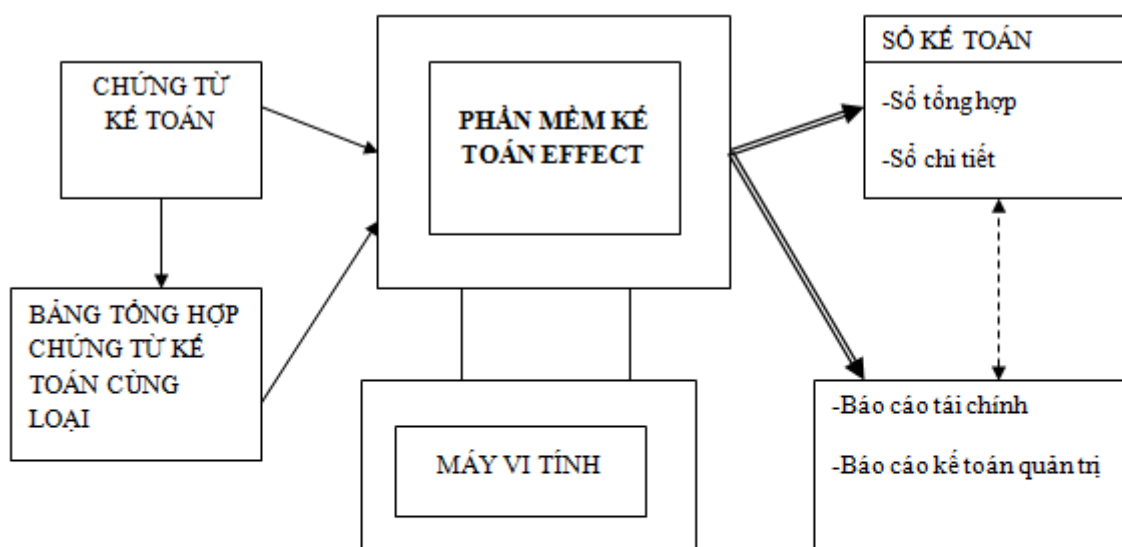 CHỨNG TỪ
KẾ TOÁN
BẢNG TỔNG HỢP
CHỨNG TỪ KẾ
TOÁN CÙNG
LOẠI
PHẦN MỀM KẾ
TOÁN EFFECT
MÁY VI TÍNH
SỔ KẾ TOÁN
-Sổ tổng hợp
-Sổ chi tiết
-Báo cáo tái chính
-Báo cáo kế toán quản trị